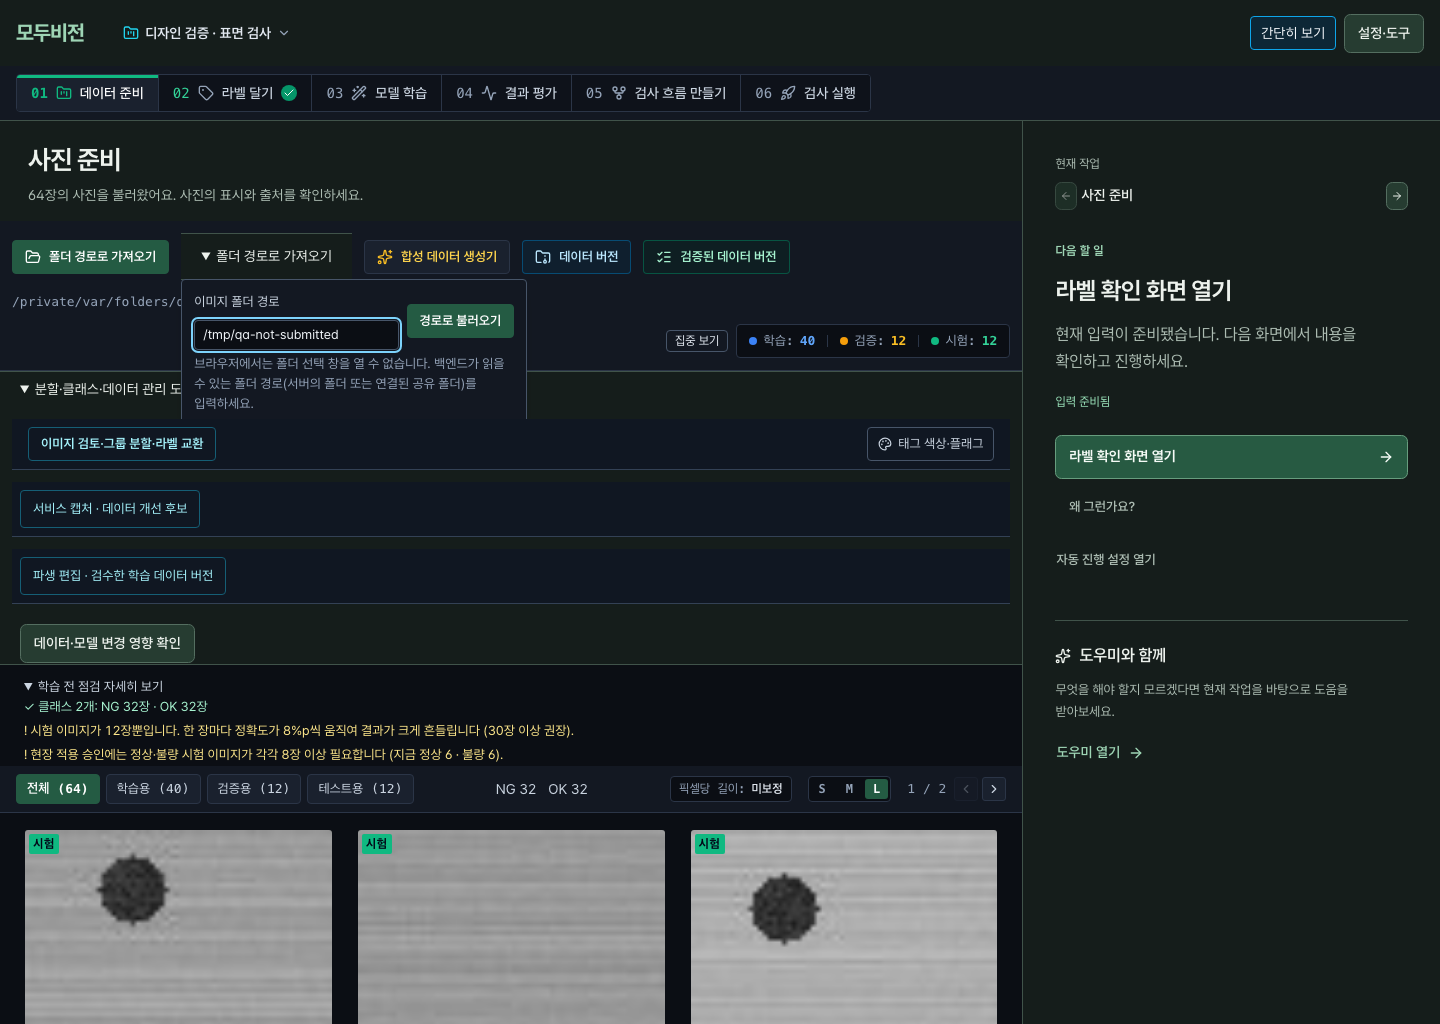 모두비전
디자인 검증 · 표면 검사
간단히 보기
설정·도구
01 데이터 준비
02 라벨 달기
03 모델 학습
04 결과 평가
05 검사 흐름 만들기
06 검사 실행
사진 준비
64장의 사진을 불러왔어요. 사진의 표시와 출처를 확인하세요.
폴더 경로로 가져오기
▼ 폴더 경로로 가져오기
합성 데이터 생성기
데이터 버전
검증된 데이터 버전
/private/var/folders/
이미지 폴더 경로
/tmp/qa-not-submitted
경로로 불러오기
브라우저에서는 폴더 선택 창을 열 수 없습니다. 백엔드가 읽을
수 있는 폴더 경로(서버의 폴더 또는 연결된 공유 폴더)를
입력하세요.
집중 보기
학습: 40
검증: 12
시험: 12
▼ 분할·클래스·데이터 관리 도
이미지 검토·그룹 분할·라벨 교환
태그 색상·플래그
서비스 캡처 · 데이터 개선 후보
파생 편집 · 검수한 학습 데이터 버전
데이터·모델 변경 영향 확인
▼ 학습 전 점검 자세히 보기
✓ 클래스 2개: NG 32장 · OK 32장
! 시험 이미지가 12장뿐입니다. 한 장마다 정확도가 8%p씩 움직여 결과가 크게 흔들립니다 (30장 이상 권장).
! 현장 적용 승인에는 정상·불량 시험 이미지가 각각 8장 이상 필요합니다 (지금 정상 6 · 불량 6).
전체 (64)
학습용 (40)
검증용 (12)
테스트용 (12)
NG 32 OK 32
픽셀당 길이: 미보정
S M L
1 / 2
시험
시험
시험
현재 작업
사진 준비
다음 할 일
라벨 확인 화면 열기
현재 입력이 준비됐습니다. 다음 화면에서 내용을
확인하고 진행하세요.
입력 준비됨
라벨 확인 화면 열기
왜 그런가요?
자동 진행 설정 열기
도우미와 함께
무엇을 해야 할지 모르겠다면 현재 작업을 바탕으로 도움을
받아보세요.
도우미 열기